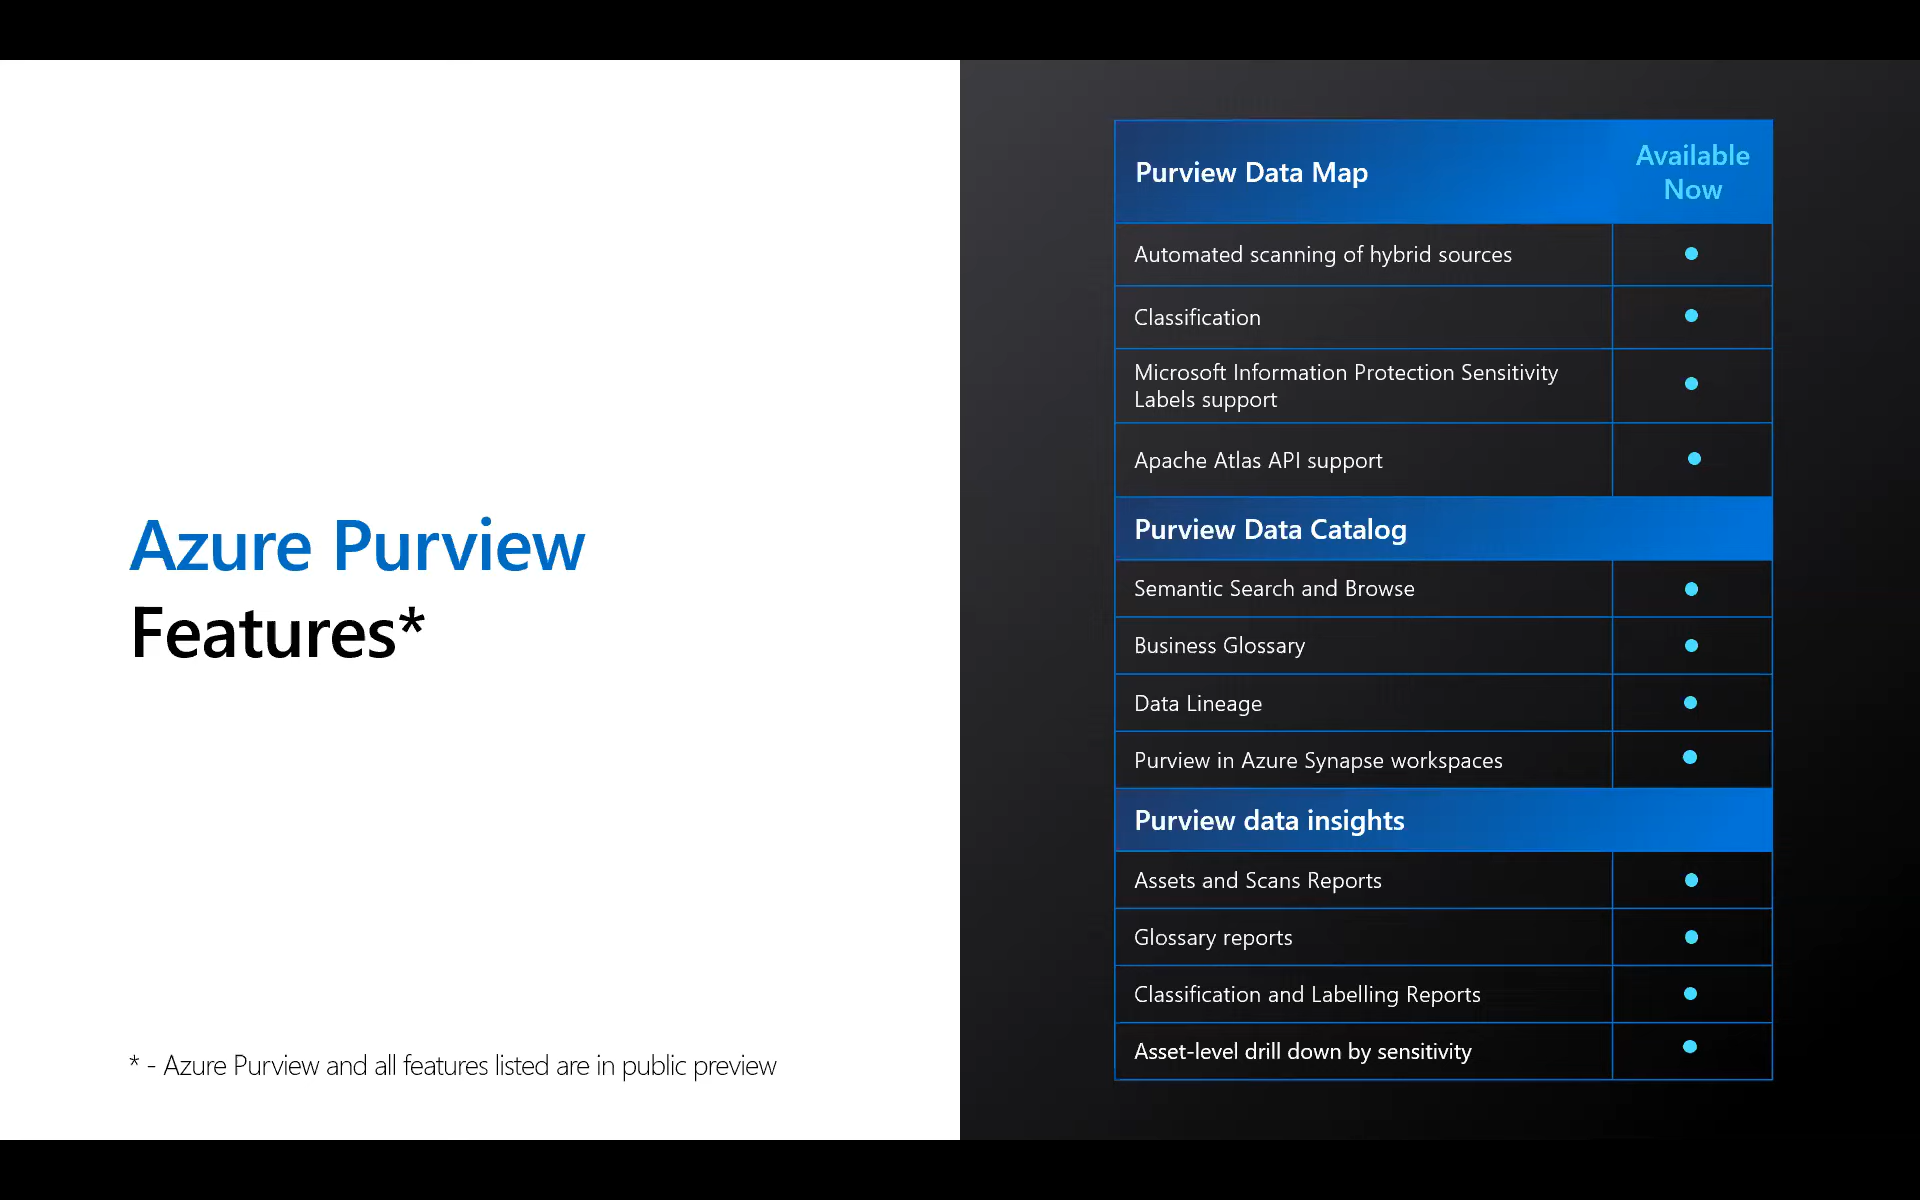 Azure Purview
Features*
* - Azure Purview and all features listed are in public preview
Purview Data Map
Available
Now
Automated scanning of hybrid sources
Classification
Microsoft Information Protection Sensitivity
Labels support
Apache Atlas API support
Purview Data Catalog
Semantic Search and Browse
Business Glossary
Data Lineage
Purview in Azure Synapse workspaces
Purview data insights
Assets and Scans Reports
Glossary reports
Classification and Labelling Reports
Asset-level drill down by sensitivity